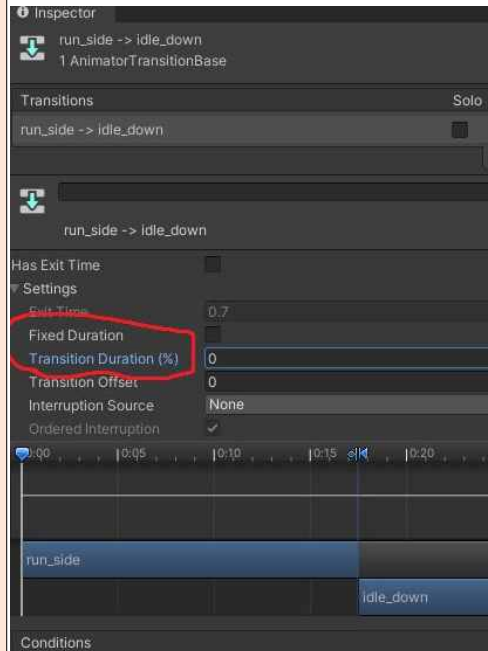 Inspector
run_side -> idle_down
1 AnimatorTransitionBase
Transitions Solo
run_side -> idle_down
run_side -> idle_down
Has Exit Time
Settings
Exit Time 0.7
Fixed Duration
Transition Duration (%) 0
Transition Offset 0
Interruption Source None
Ordered Interruption
0:00 0:05 0:10 0:15 0:20
run_side
idle_down
Conditions